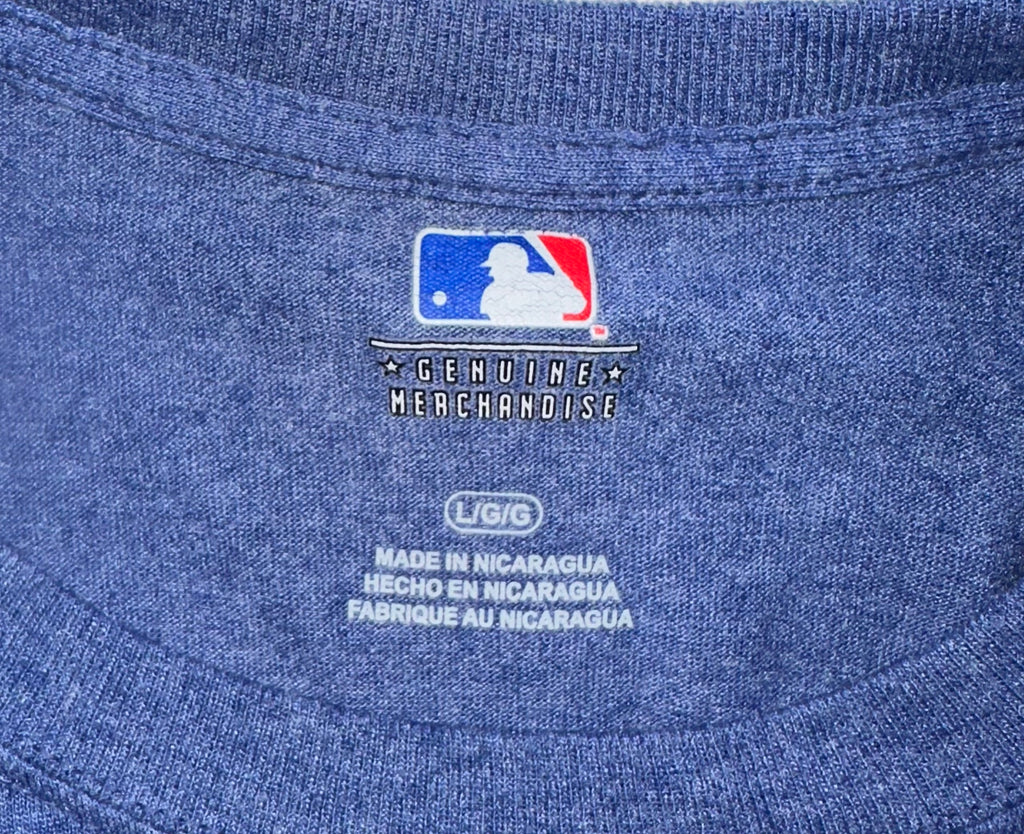 GENUINE
MERCHANDISE
L/G/G
MADE IN NICARAGUA
HECHO EN NICARAGUA
FABRIQUE AU NICARAGUA